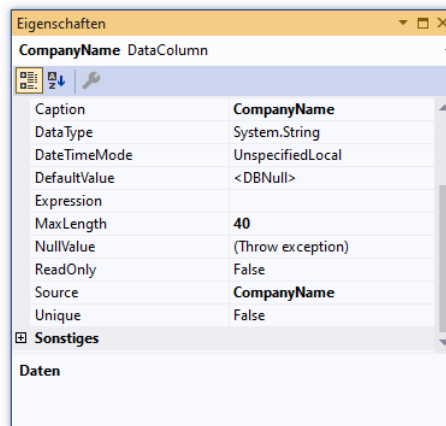 Eigenschaften
CompanyName DataColumn
Caption CompanyName
DataType System.String
DateTimeMode UnspecifiedLocal
DefaultValue <DBNull>
Expression
MaxLength 40
NullValue (Throw exception)
ReadOnly False
Source CompanyName
Unique False
Sonstiges
Daten